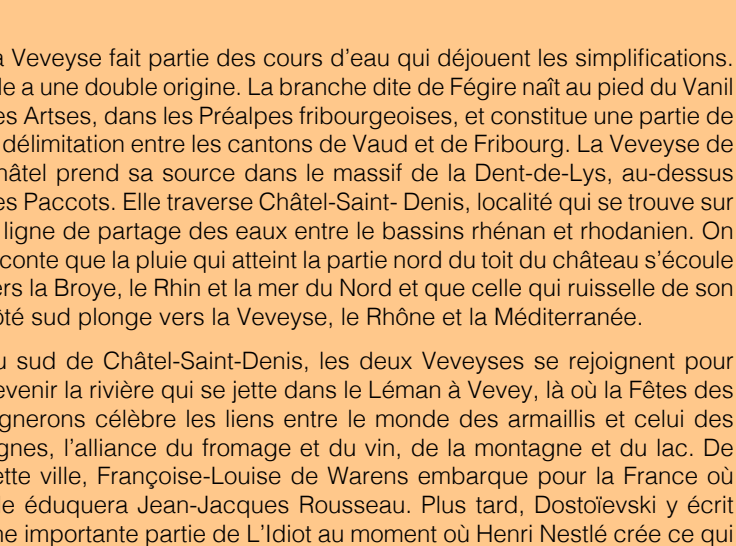 a Veveyse fait partie des cours d'eau qui déjouent les simplifications.
le a une double origine. La branche dite de Fégire naît au pied du Vanil
es Artses, dans les Préalpes fribourgeoises, et constitue une partie de
délimitation entre les cantons de Vaud et de Fribourg. La Veveyse de
hâtel prend sa source dans le massif de la Dent-de-Lys, au-dessus
es Paccots. Elle traverse Châtel-Saint- Denis, localité qui se trouve sur
ligne de partage des eaux entre le bassins rhénan et rhodanien. On
conte que la pluie qui atteint la partie nord du toit du château s'écoule
ers la Broye, le Rhin et la mer du Nord et que celle qui ruisselle de son
ôté sud plonge vers la Veveyse, le Rhône et la Méditerranée.
u sud de Châtel-Saint-Denis, les deux Veveyses se rejoignent pour
evenir la rivière qui se jette dans le Léman à Vevey, là où la Fêtes des
gnerons célèbre les liens entre le monde des armaillis et celui des
gnes, l'alliance du fromage et du vin, de la montagne et du lac. De
ette ville, Françoise-Louise de Warens embarque pour la France où
le éduquera Jean-Jacques Rousseau. Plus tard, Dostoïevski y écrit
ne importante partie de L'Idiot au moment où Henri Nestlé crée ce qui